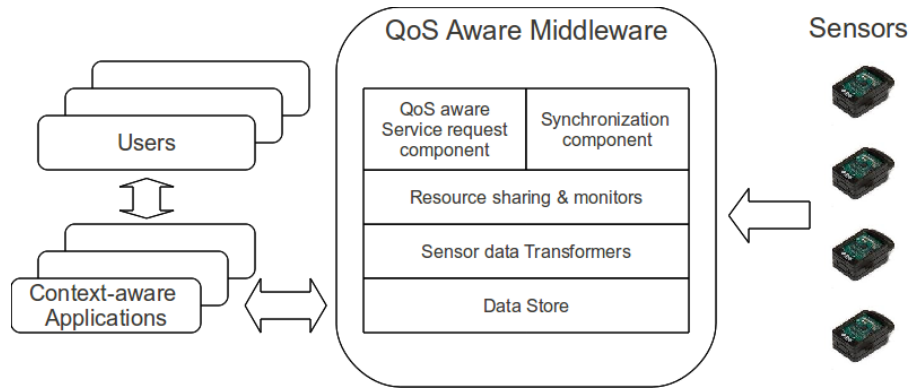 QoS Aware Middleware
Sensors
QoS aware
Service request
component
Synchronization
component
Users
Resource sharing & monitors
Sensor data Transformers
Context-aware
Applications
Data Store